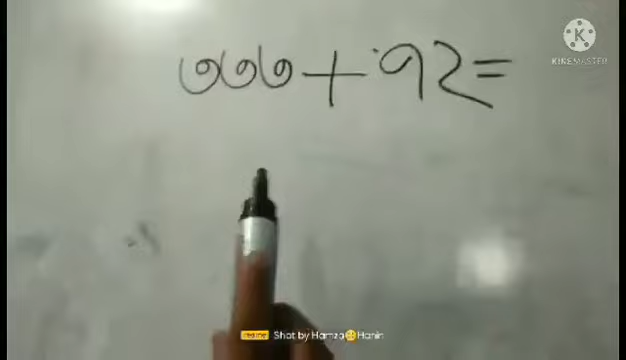 ৩৩৩+৭২=
K
KINEMASTER
realme Shot by Hamza😊Hanin